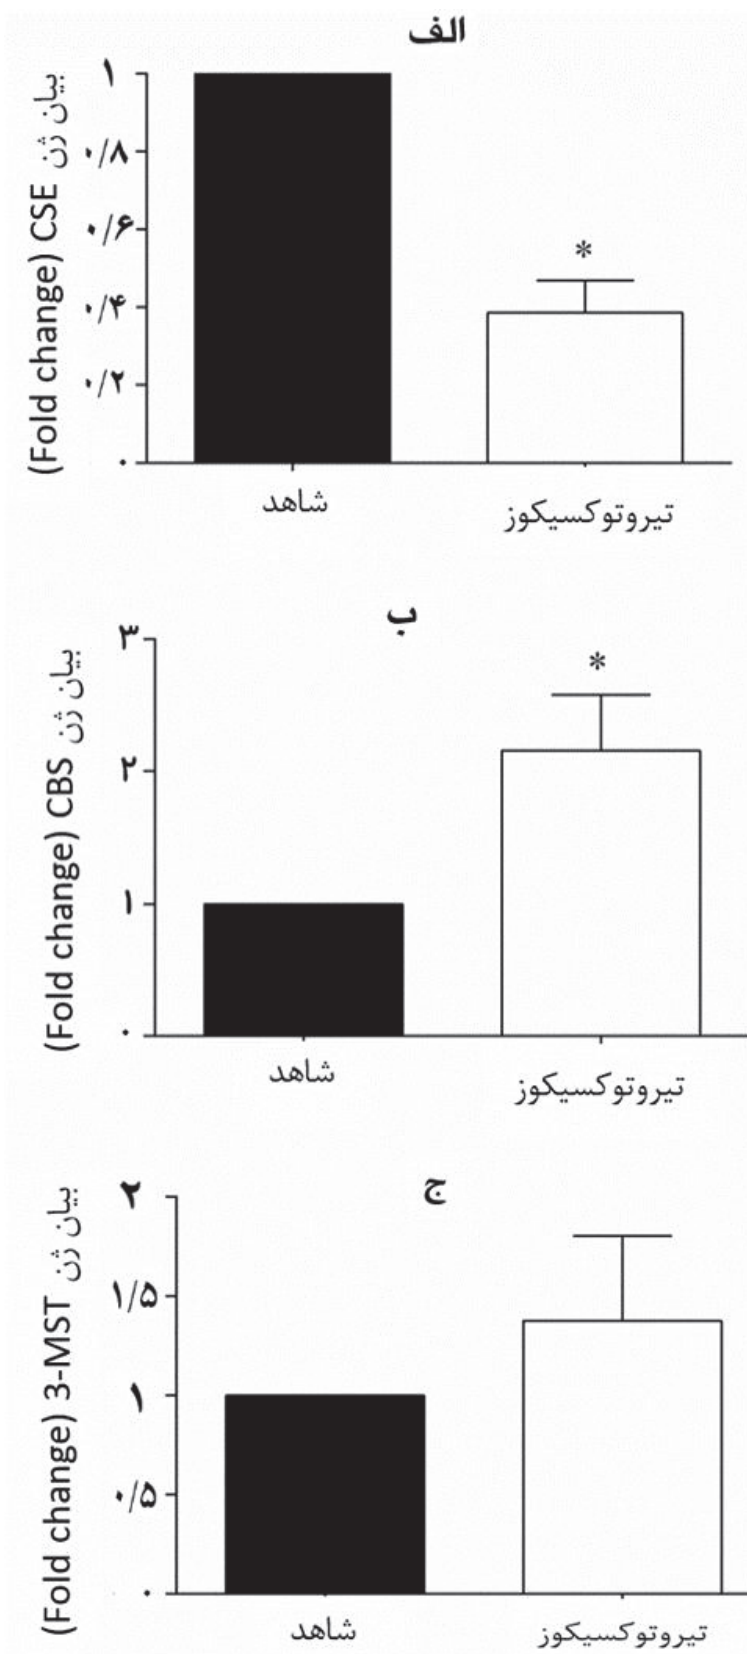 الف
بیان ژن CSE (Fold change)
۱
۰/۸
۰/۶
۰/۴
۰/۲
۰
*
شاهد
تیروتوکسیکوز
ب
بیان ژن CBS (Fold change)
۳
۲
۱
۰
*
شاهد
تیروتوکسیکوز
ج
بیان ژن 3-MST (Fold change)
۲
۱/۵
۱
۰/۵
۰
شاهد
تیروتوکسیکوز